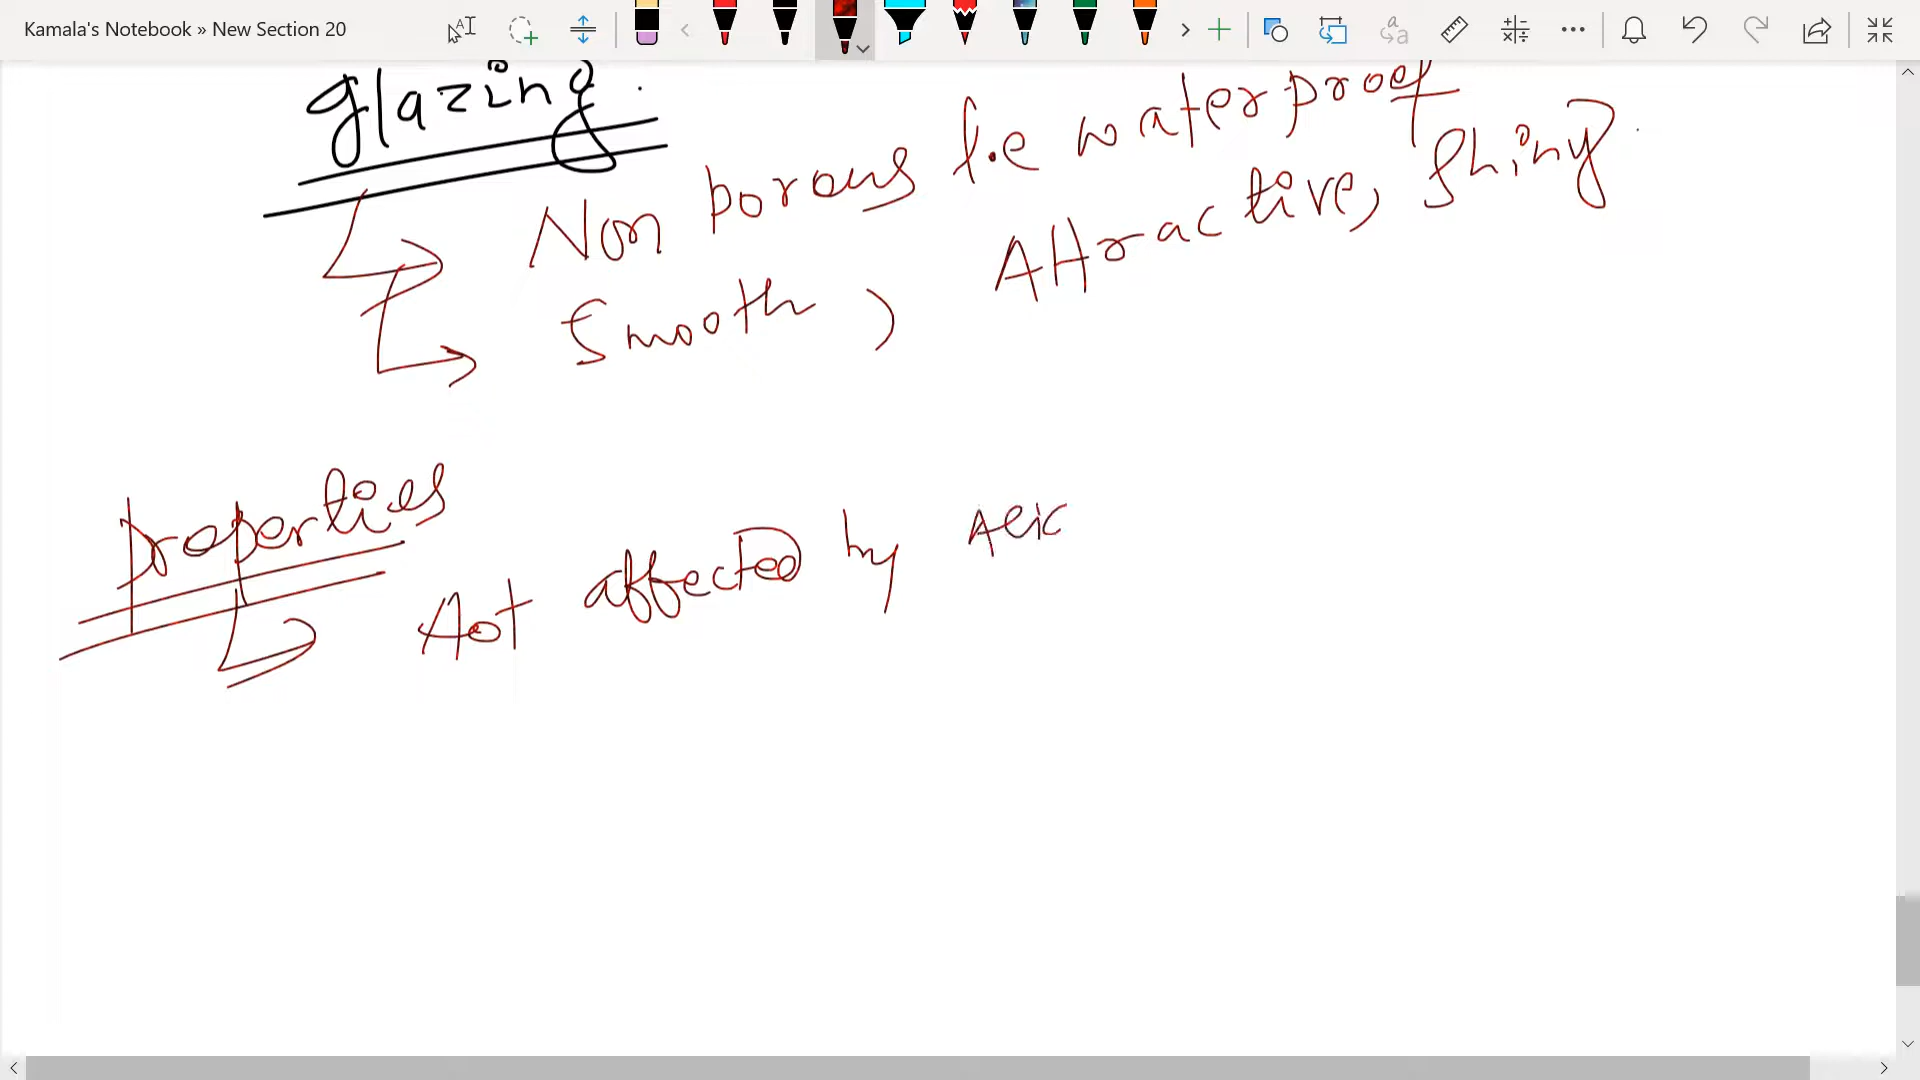 Kamala's Notebook » New Section 20
glazing.
Non porous i.e waterproof
Smooth, Attractive, Shiny.
properties
Not affected by Acic